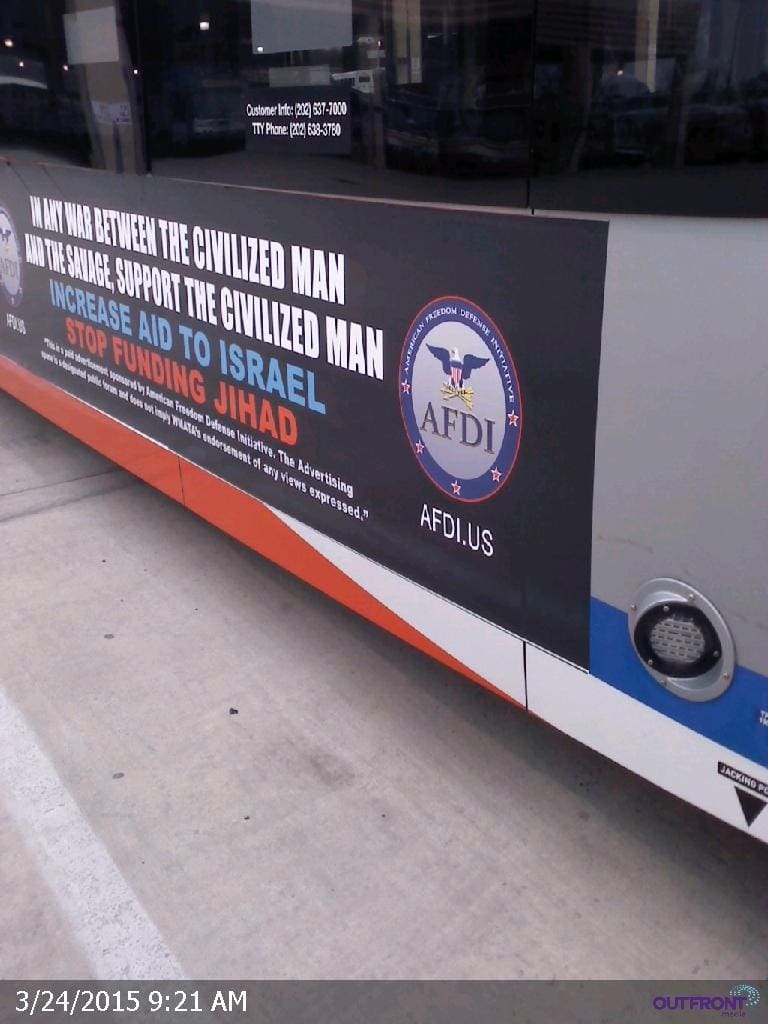 Customer Info: (202) 637-7000
TTY Phone: (202) 638-3780
IN ANY WAR BETWEEN THE CIVILIZED MAN
AND THE SAVAGE, SUPPORT THE CIVILIZED MAN
INCREASE AID TO ISRAEL
STOP FUNDING JIHAD
"This is a paid advertisement sponsored by American Freedom Defense Initiative. The Advertising
space is a designated public forum and does not imply WMATA's endorsement of any views expressed."
AFDI
AFDI.US
AMERICAN FREEDOM DEFENSE INITIATIVE
AFDI
AFDI.US
JACKING
3/24/2015 9:21 AM
OUTFRONT
media